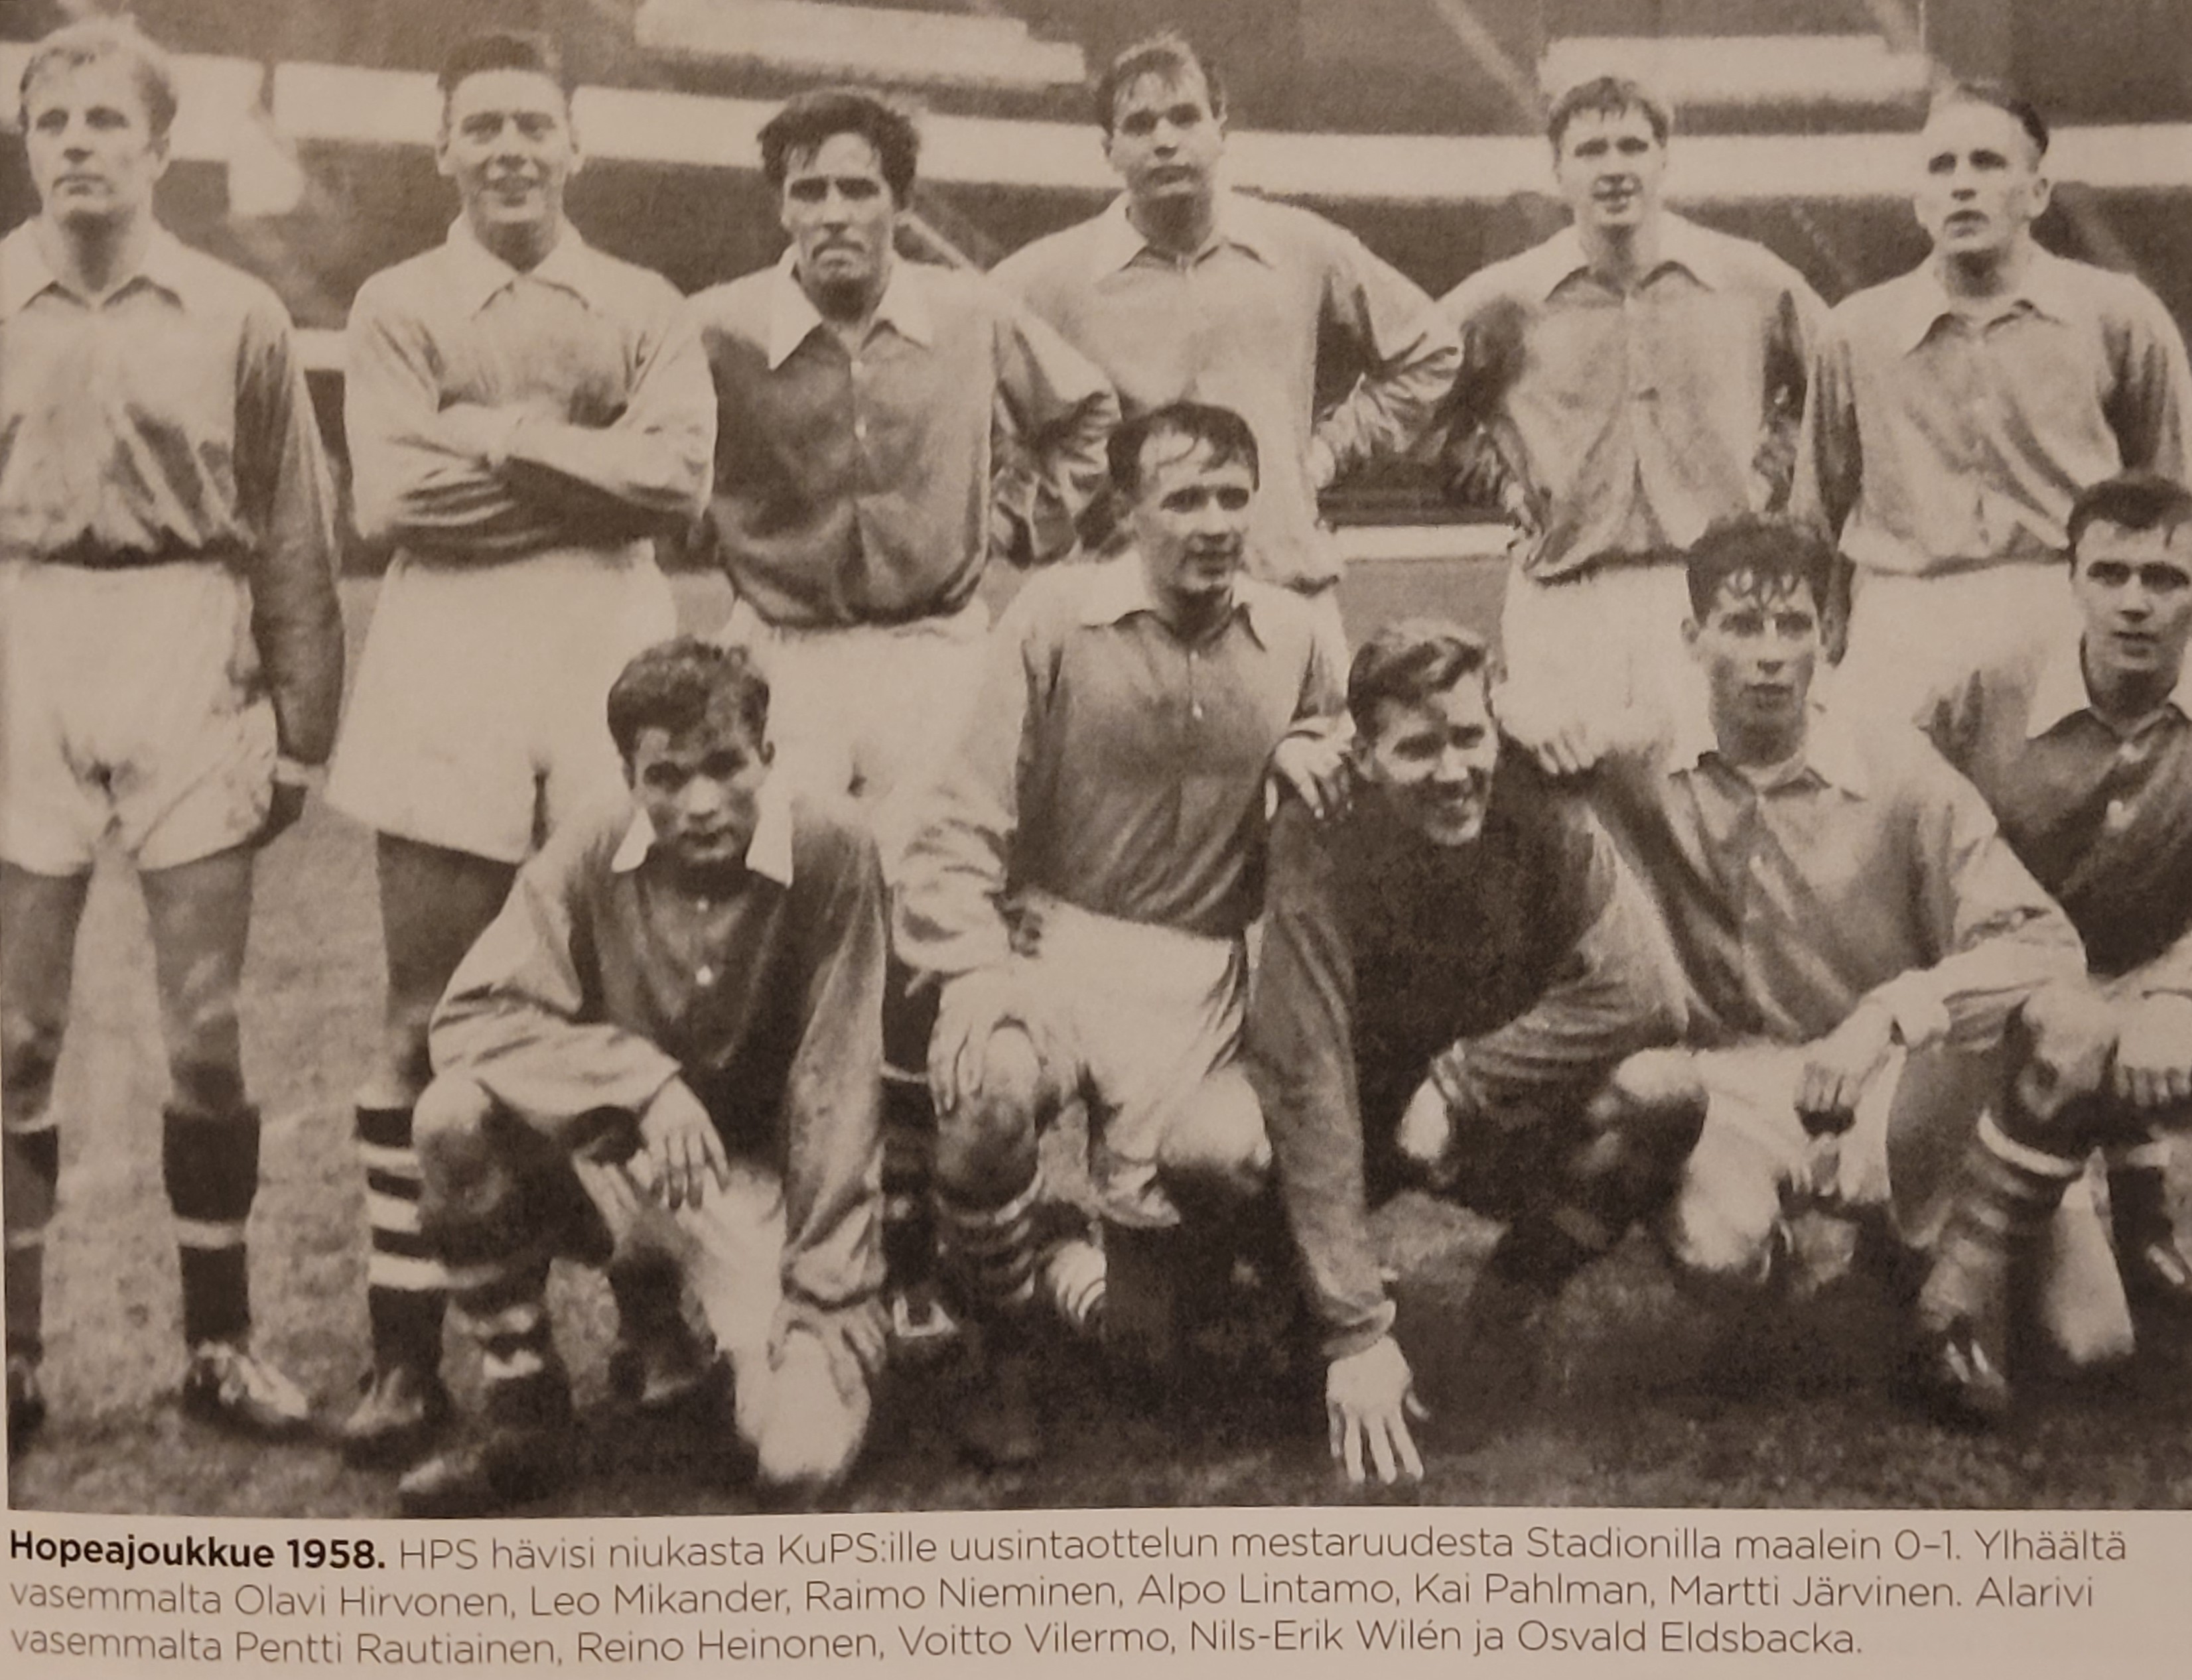 Hopeajoukkue 1958. HPS hävisi niukasta KuPS:ille uusintaottelun mestaruudesta Stadionilla maalein 0–1. Ylhäältä
vasemmalta Olavi Hirvonen, Leo Mikander, Raimo Nieminen, Alpo Lintamo, Kai Pahlman, Martti Järvinen. Alarivi
vasemmalta Pentti Rautiainen, Reino Heinonen, Voitto Vilermo, Nils-Erik Wilén ja Osvald Eldsbacka.